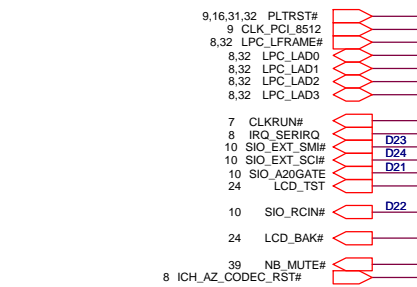 9,16,31,32 PLTRST#
9 CLK_PCI_8512
8,32 LPC_LFRAME#
8,32 LPC_LAD0
8,32 LPC_LAD1
8,32 LPC_LAD2
8,32 LPC_LAD3
7 CLKRUN#
8 IRQ_SERIRQ
10 SIO_EXT_SMI# D23
10 SIO_EXT_SCI# D24
10 SIO_A20GATE D21
24 LCD_TST
10 SIO_RCIN# D22
24 LCD_BAK#
39 NB_MUTE#
8 ICH_AZ_CODEC_RST#